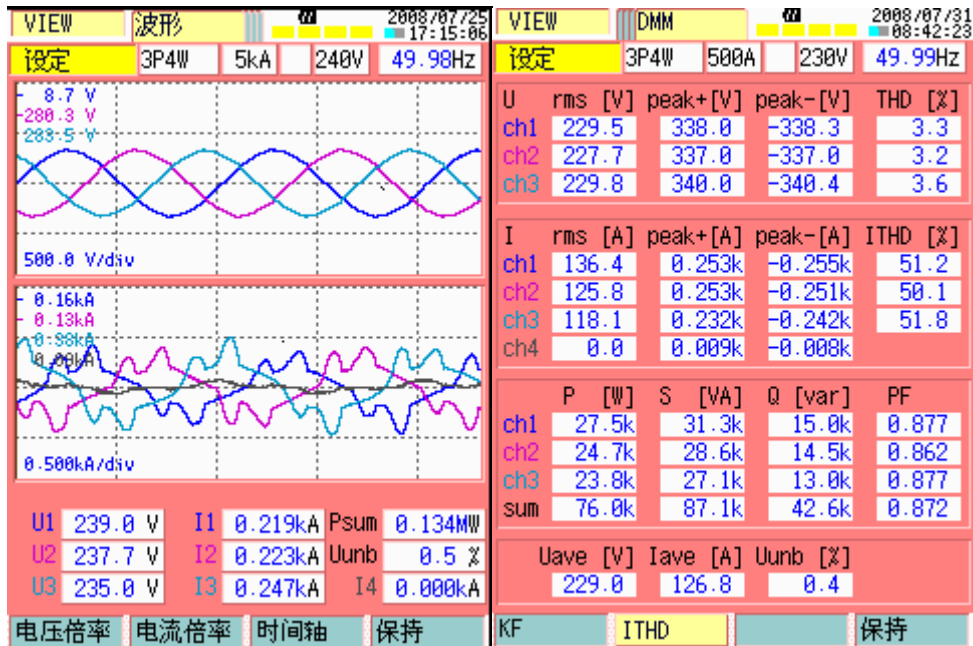 VIEW 波形 2008/07/25
17:15:06
设定 3P4W 5kA 240V 49.98Hz
8.7 V
-280.3 V
283.5 V
500.0 V/div
0.16kA
0.13kA
0.00kA
0.500kA/div
U1 239.0 V I1 0.219kA Psum 0.134MW
U2 237.7 V I2 0.223kA Uunb 0.5 %
U3 235.0 V I3 0.247kA I4 0.000kA
电压倍率 电流倍率 时间轴 保持
VIEW DMM 2008/07/31
08:42:23
设定 3P4W 500A 230V 49.99Hz
U rms [V] peak+[V] peak-[V] THD [%]
ch1 229.5 338.0 -338.3 3.3
ch2 227.7 337.0 -337.0 3.2
ch3 229.8 340.0 -340.4 3.6
I rms [A] peak+[A] peak-[A] ITHD [%]
ch1 136.4 0.253k -0.255k 51.2
ch2 125.8 0.253k -0.251k 50.1
ch3 118.1 0.232k -0.242k 51.8
ch4 0.0 0.009k -0.008k
P [W] S [VA] Q [var] PF
ch1 27.5k 31.3k 15.0k 0.877
ch2 24.7k 28.6k 14.5k 0.862
ch3 23.8k 27.1k 13.0k 0.877
sum 76.0k 87.1k 42.6k 0.872
Uave [V] Iave [A] Uunb [%]
229.0 126.8 0.4
KF ITHD 保持